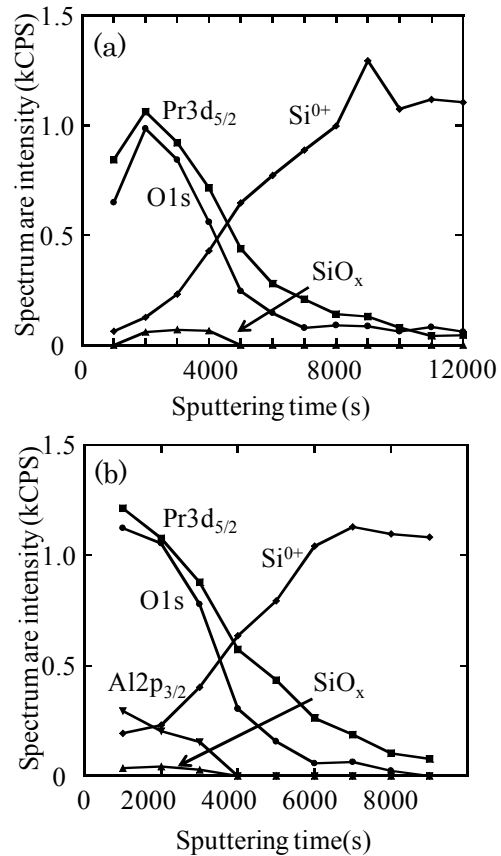 (a)
Spectrum are intensity (kCPS)
1.5
1.0
0.5
0
Pr3d5/2
O1s
Si0+
SiOx
0 4000 8000 12000
Sputtering time (s)
(b)
Spectrum are intensity (kCPS)
1.5
1.0
0.5
0
Pr3d5/2
O1s
Si0+
Al2p3/2
SiOx
0 2000 4000 6000 8000
Sputtering time(s)